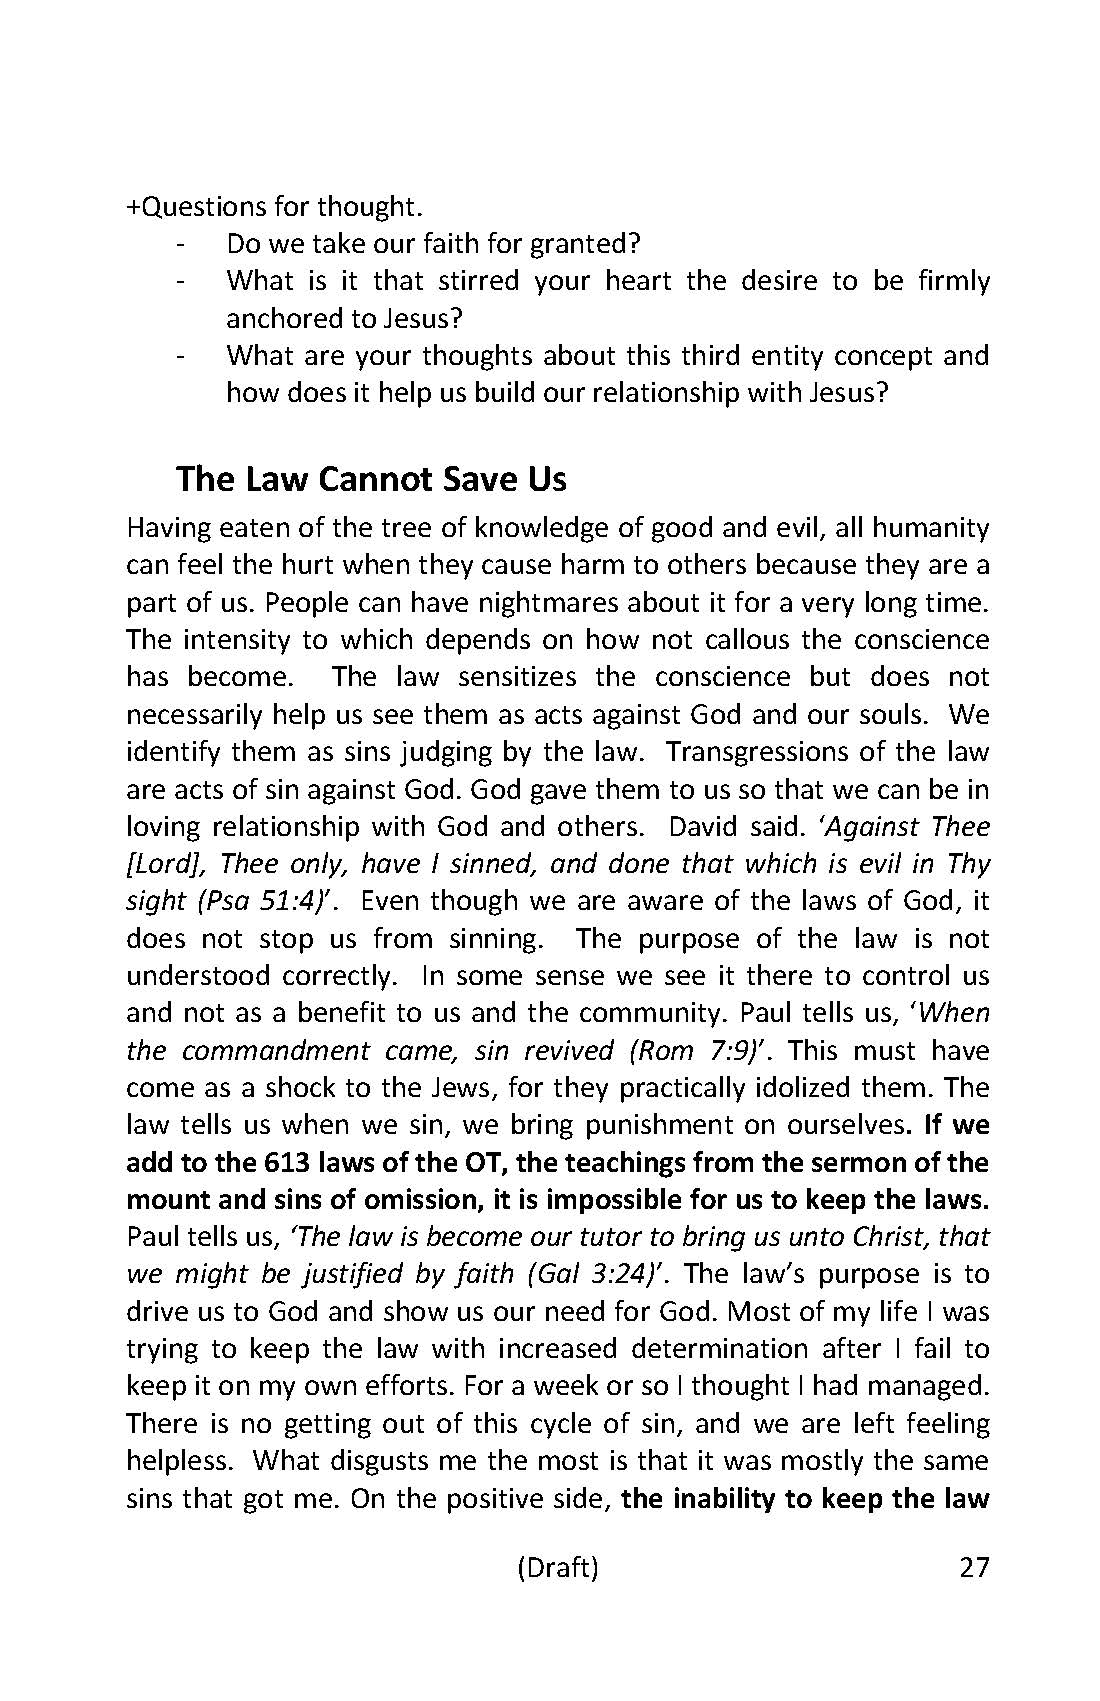 +Questions for thought.
- Do we take our faith for granted?
- What is it that stirred your heart the desire to be firmly
anchored to Jesus?
- What are your thoughts about this third entity concept and
how does it help us build our relationship with Jesus?
The Law Cannot Save Us
Having eaten of the tree of knowledge of good and evil, all humanity
can feel the hurt when they cause harm to others because they are a
part of us. People can have nightmares about it for a very long time.
The intensity to which depends on how not callous the conscience
has become. The law sensitizes the conscience but does not
necessarily help us see them as acts against God and our souls. We
identify them as sins judging by the law. Transgressions of the law
are acts of sin against God. God gave them to us so that we can be in
loving relationship with God and others. David said. ‘Against Thee
[Lord], Thee only, have I sinned, and done that which is evil in Thy
sight (Psa 51:4)’. Even though we are aware of the laws of God, it
does not stop us from sinning. The purpose of the law is not
understood correctly. In some sense we see it there to control us
and not as a benefit to us and the community. Paul tells us, ‘When
the commandment came, sin revived (Rom 7:9)’. This must have
come as a shock to the Jews, for they practically idolized them. The
law tells us when we sin, we bring punishment on ourselves. If we
add to the 613 laws of the OT, the teachings from the sermon of the
mount and sins of omission, it is impossible for us to keep the laws.
Paul tells us, ‘The law is become our tutor to bring us unto Christ, that
we might be justified by faith (Gal 3:24)’. The law’s purpose is to
drive us to God and show us our need for God. Most of my life I was
trying to keep the law with increased determination after I fail to
keep it on my own efforts. For a week or so I thought I had managed.
There is no getting out of this cycle of sin, and we are left feeling
helpless. What disgusts me the most is that it was mostly the same
sins that got me. On the positive side, the inability to keep the law
(Draft) 27